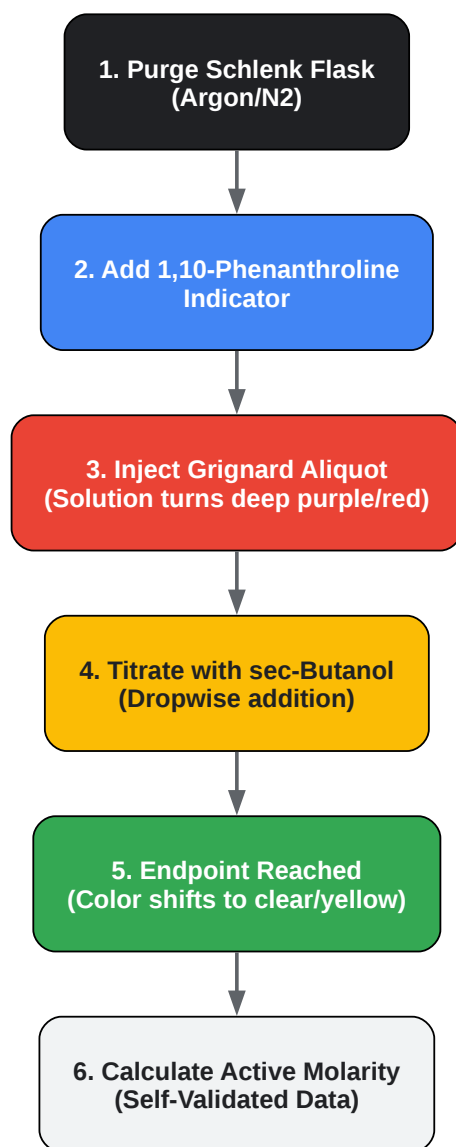 1. Purge Schlenk Flask
(Argon/N2)
2. Add 1,10-Phenanthroline
Indicator
3. Inject Grignard Aliquot
(Solution turns deep purple/red)
4. Titrate with sec-Butanol
(Dropwise addition)
5. Endpoint Reached
(Color shifts to clear/yellow)
6. Calculate Active Molarity
(Self-Validated Data)